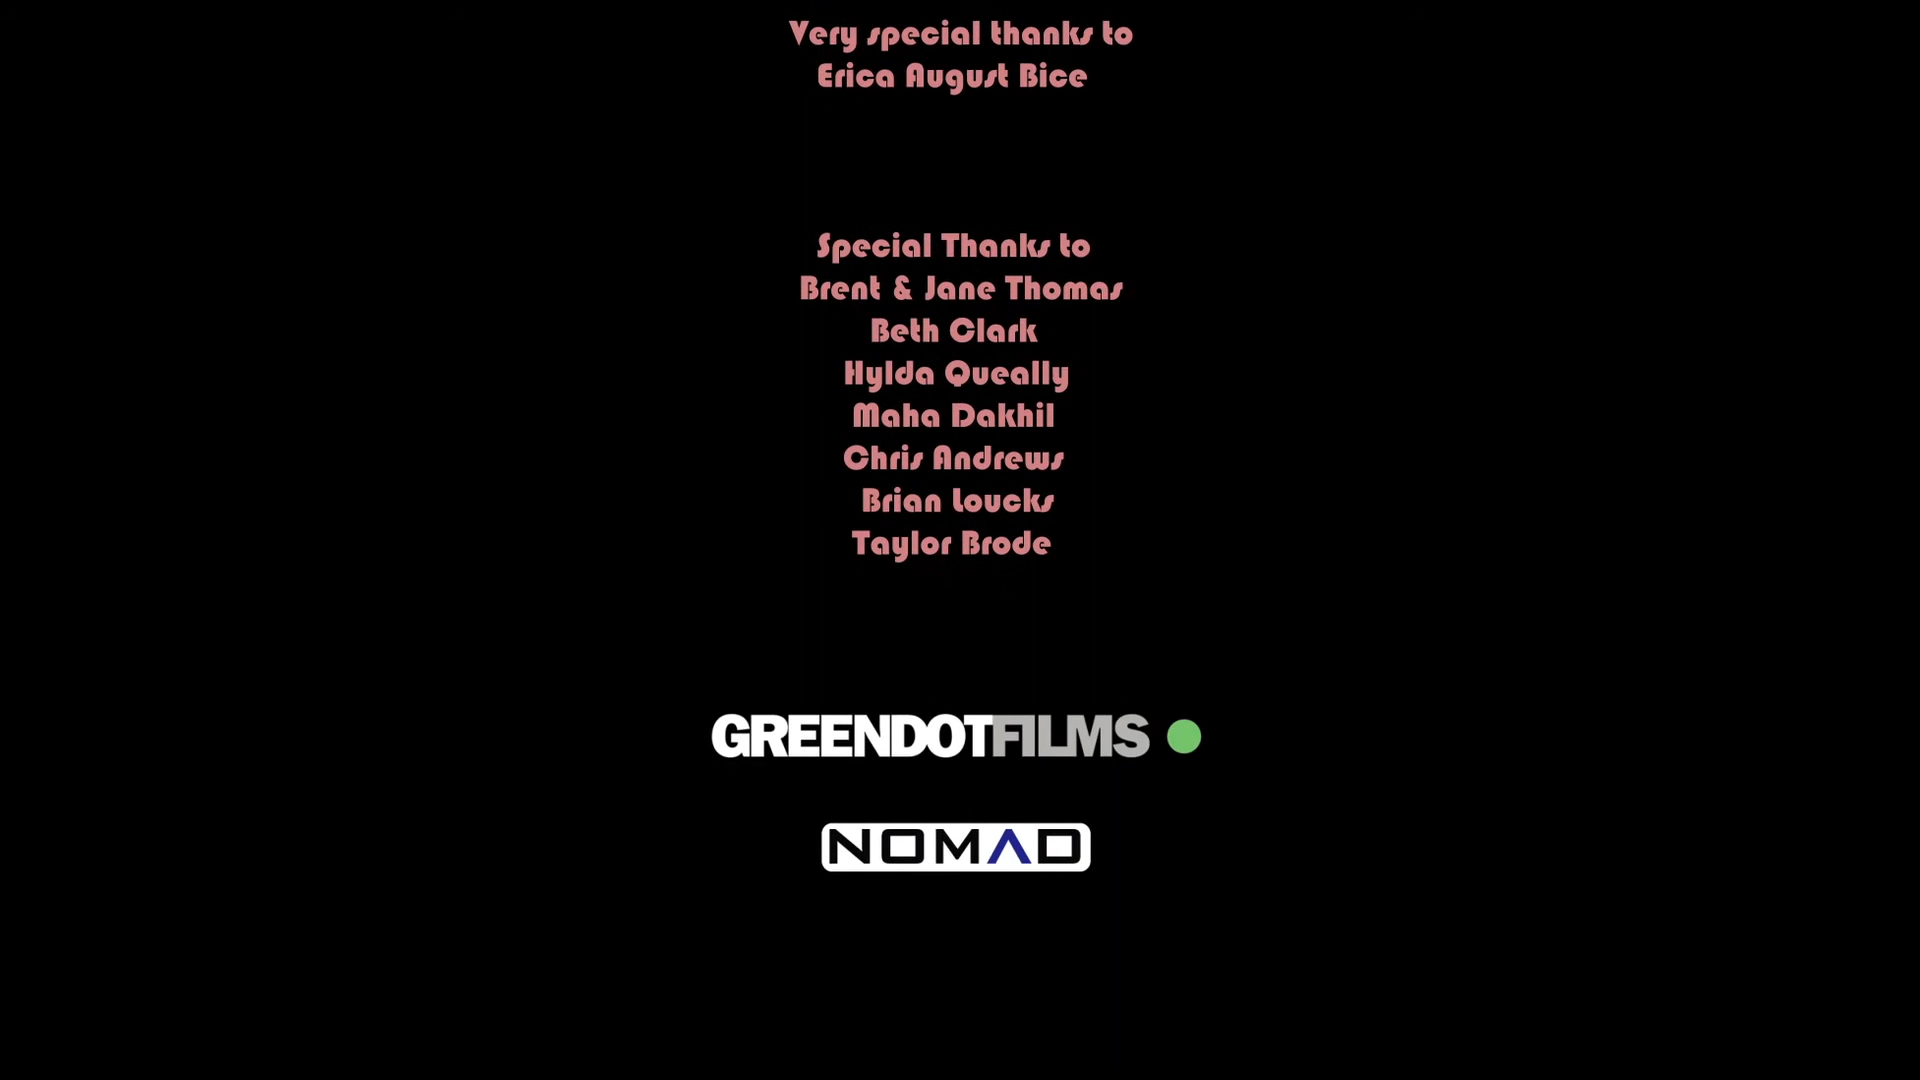 Very special thanks to
Erica August Bice
Special Thanks to
Brent & Jane Thomas
Beth Clark
Hylda Queally
Maha Dakhil
Chris Andrews
Brian Loucks
Taylor Brode
GREENDOTFILMS
NOMAD